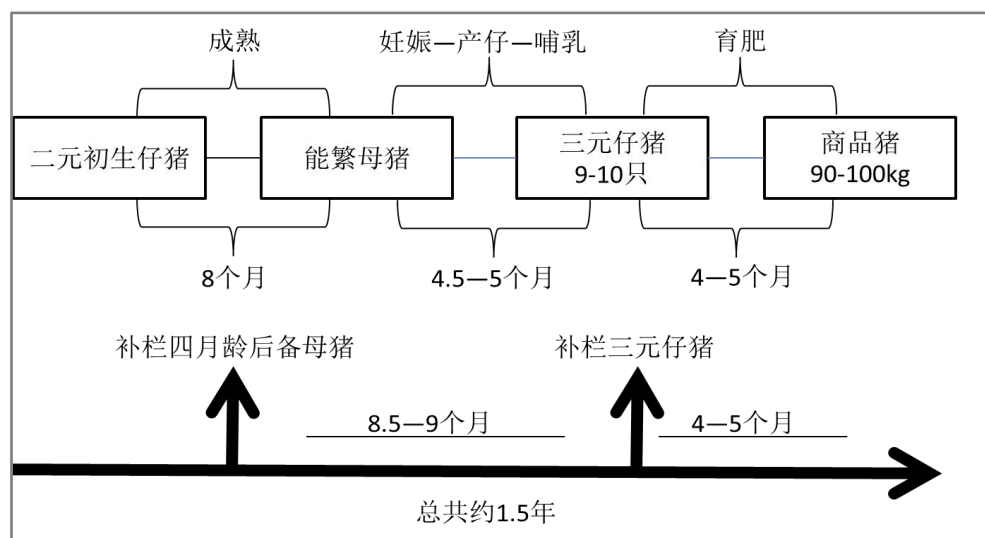 成熟
妊娠—产仔—哺乳
育肥
二元初生仔猪
能繁母猪
三元仔猪
9-10只
商品猪
90-100kg
8个月
4.5—5个月
4—5个月
补栏四月龄后备母猪
补栏三元仔猪
8.5—9个月
4—5个月
总共约1.5年